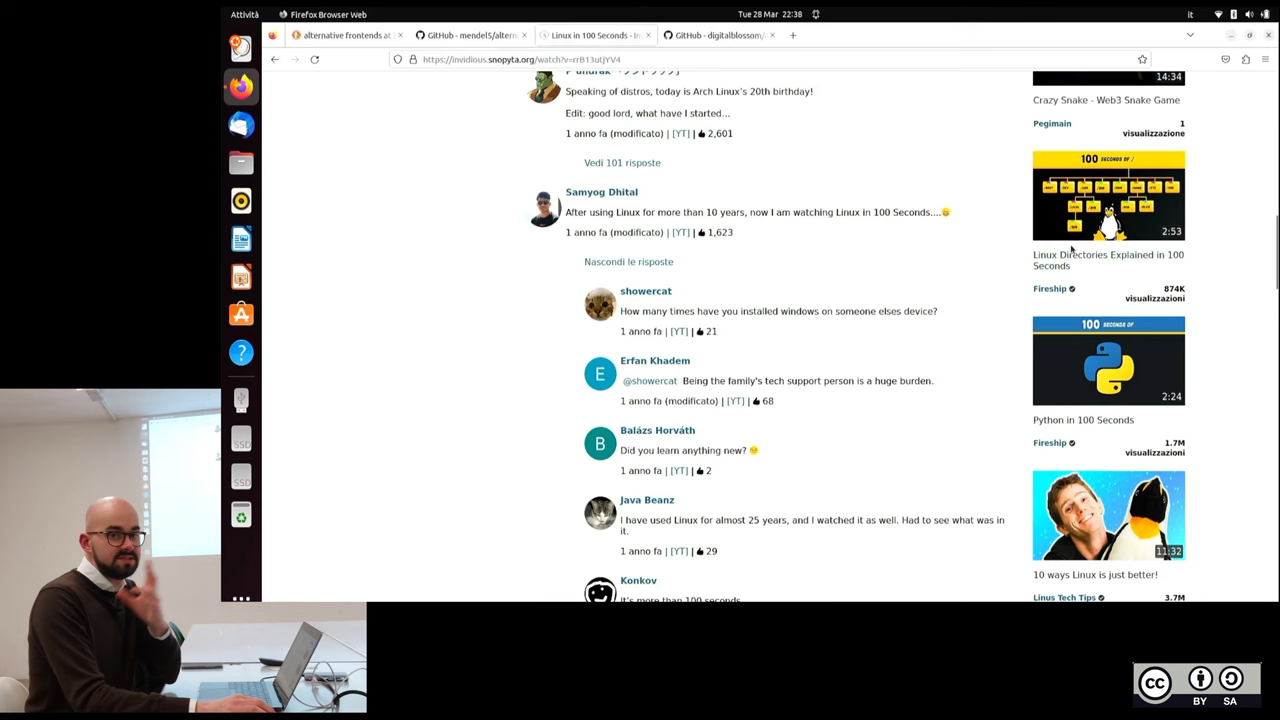 Attività
Firefox Browser Web
Tue 28 Mar 22:38
it
alternative frontends at
GitHub - mendel5/altern
Linux in 100 Seconds - In
GitHub - digitalblossom/
https://invidious.snopyta.org/watch?v=rrB13utjYV4
Speaking of distros, today is Arch Linux's 20th birthday!
Edit: good lord, what have I started...
1 anno fa (modificato) | [YT] | 2,601
Vedi 101 risposte
Samyog Dhital
After using Linux for more than 10 years, now I am watching Linux in 100 Seconds....
1 anno fa (modificato) | [YT] | 1,623
Nascondi le risposte
showercat
How many times have you installed windows on someone elses device?
1 anno fa | [YT] | 21
E
Erfan Khadem
@showercat Being the family's tech support person is a huge burden.
1 anno fa (modificato) | [YT] | 68
B
Balázs Horváth
Did you learn anything new?
1 anno fa | [YT] | 2
Java Beanz
I have used Linux for almost 25 years, and I watched it as well. Had to see what was in
it.
1 anno fa | [YT] | 29
Konkov
It's more than 100 seconds
14:34
Crazy Snake - Web3 Snake Game
Pegimain
1
visualizzazione
100 SECONDS OF /
2:53
Linux Directories Explained in 100
Seconds
Fireship
874K
visualizzazioni
100 SECONDS OF
2:24
Python in 100 Seconds
Fireship
1.7M
visualizzazioni
11:32
10 ways Linux is just better!
Linus Tech Tips
3.7M
SSD
SSD
cc
BY SA